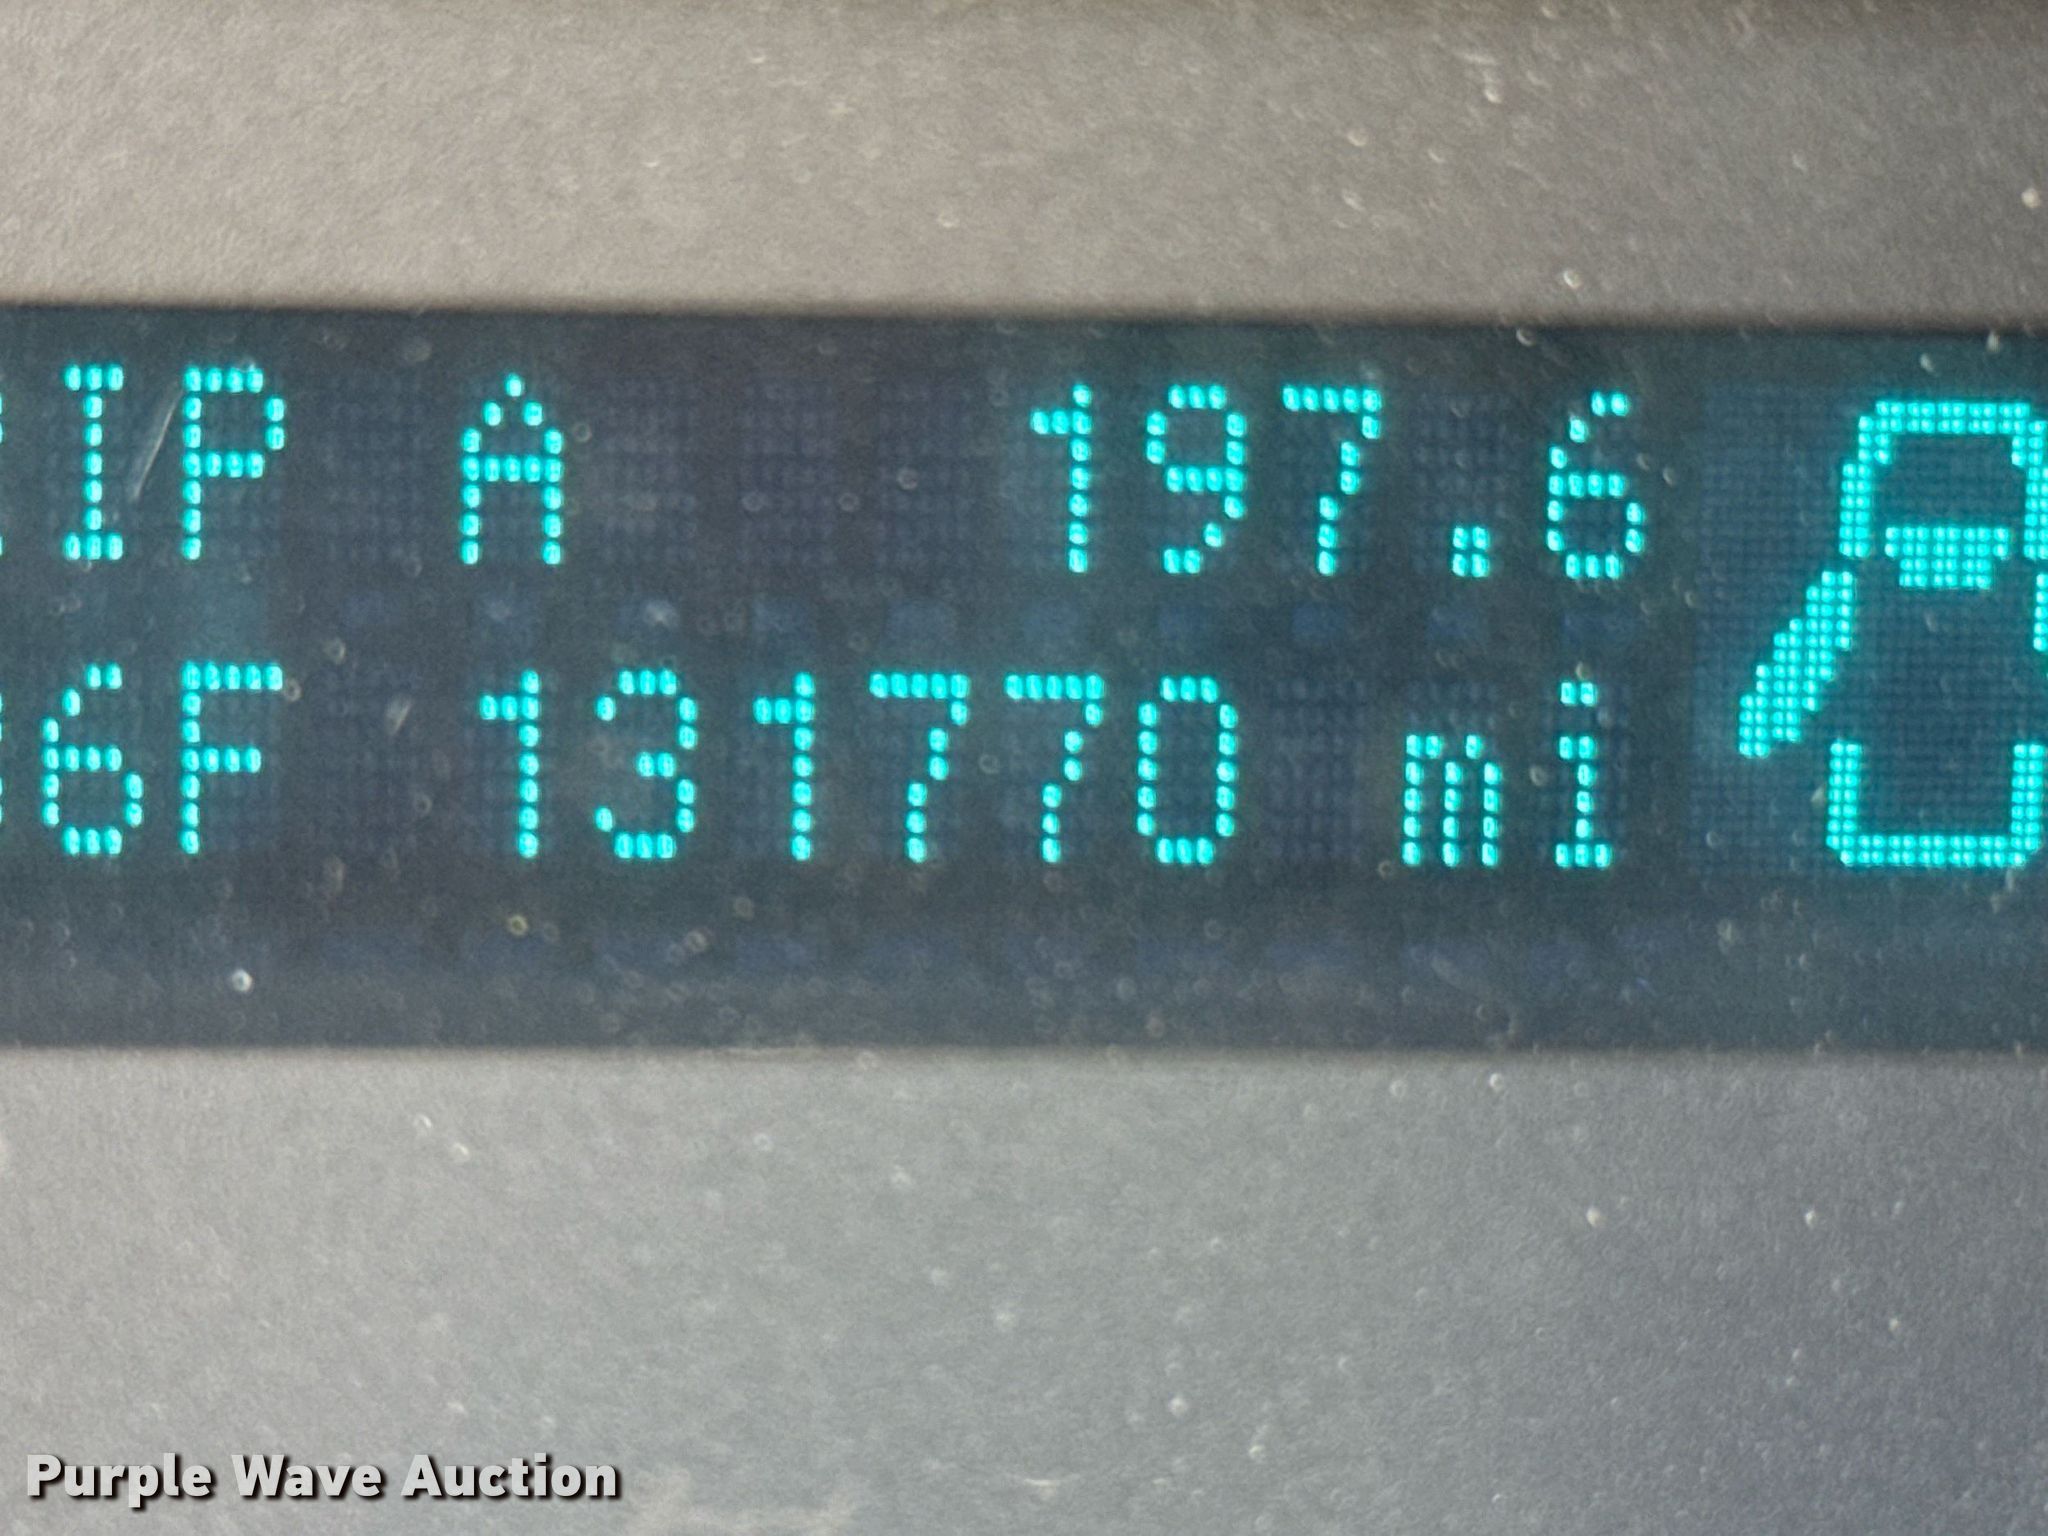 IP A 197.6
6F 131770 mi
Purple Wave Auction